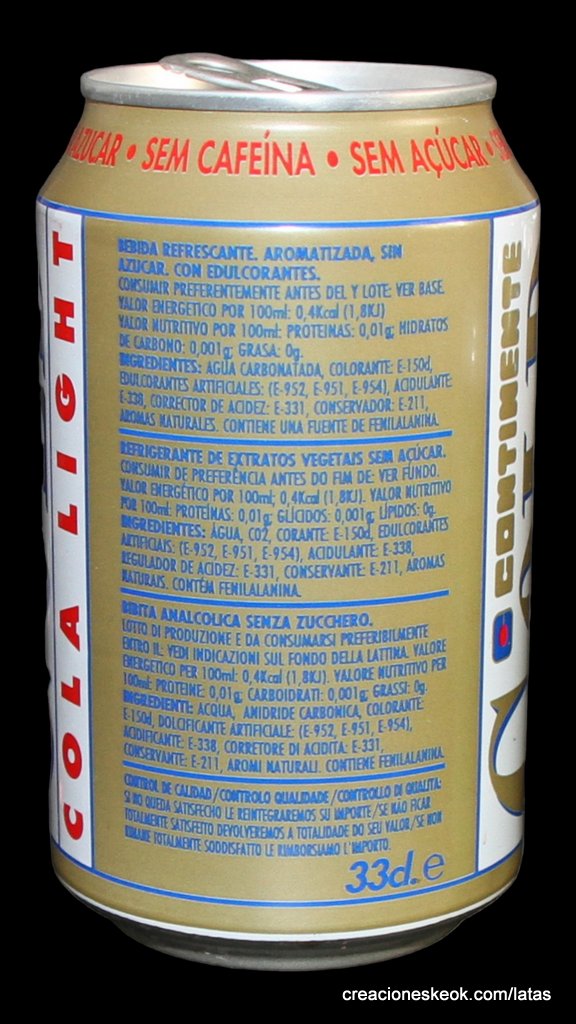 AZUCAR • SEM CAFEÍNA • SEM AÇÚCAR •
COLA LIGHT
BEBIDA REFRESCANTE. AROMATIZADA, SIN
AZUCAR. CON EDULCORANTES.
CONSUMIR PREFERENTEMENTE ANTES DEL Y LOTE: VER BASE.
VALOR ENERGETICO POR 100ml: 0,4Kcal (1,8KJ)
VALOR NUTRITIVO POR 100ml: PROTEINAS: 0,01g; HIDRATOS
DE CARBONO: 0,001g; GRASA: 0g.
INGREDIENTES: AGUA CARBONATADA, COLORANTE: E-150d,
EDULCORANTES ARTIFICIALES: (E-952, E-951, E-954), ACIDULANTE:
E-338, CORRECTOR DE ACIDEZ: E-331, CONSERVADOR: E-211,
AROMAS NATURALES. CONTIENE UNA FUENTE DE FENILALANINA.
REFRIGERANTE DE EXTRATOS VEGETAIS SEM AÇÚCAR.
CONSUMIR DE PREFERÊNCIA ANTES DO FIM DE: VER FUNDO.
VALOR ENERGÉTICO POR 100ml: 0,4Kcal (1,8KJ). VALOR NUTRITIVO
POR 100ml: PROTEÍNAS: 0,01g; GLÍCIDOS: 0,001g; LÍPIDOS: 0g.
INGREDIENTES: ÁGUA, CO2, CORANTE: E-150d, EDULCORANTES
ARTIFICIAIS: (E-952, E-951, E-954), ACIDULANTE: E-338,
REGULADOR DE ACIDEZ: E-331, CONSERVANTE: E-211, AROMAS
NATURAIS. CONTÉM FENILALANINA.
BIBITA ANALCOLICA SENZA ZUCCHERO.
LOTTO DI PRODUZIONE E DA CONSUMARSI PREFERIBILMENTE
ENTRO IL: VEDI INDICAZIONI SUL FONDO DELLA LATTINA. VALORE
ENERGETICO PER 100ml: 0,4Kcal (1,8KJ). VALORE NUTRITIVO PER
100ml: PROTEINE: 0,01g; CARBOIDRATI: 0,001g; GRASSI: 0g.
INGREDIENTI: ACQUA, ANIDRIDE CARBONICA, COLORANTE:
E-150d, DOLCIFICANTE ARTIFICIALE: (E-952, E-951, E-954),
ACIDIFICANTE: E-338, CORRETORE DI ACIDITA: E-331,
CONSERVANTE: E-211, AROMI NATURALI. CONTIENE FENILALANINA.
CONTROL DE CALIDAD/CONTROLO QUALIDADE/CONTROLLO DI QUALITA:
SI NO QUEDA SATISFECHO LE REINTEGRAREMOS SU IMPORTE/SE NÃO FICAR
TOTALMENTE SATISFEITO DEVOLVEREMOS A TOTALIDADE DO SEU VALOR/SE NON
RIMANE TOTALMENTE SODDISFATTO LE RIMBORSIAMO L'IMPORTO.
33cl. e
CONTINENTE
creacioneskeok.com/latas